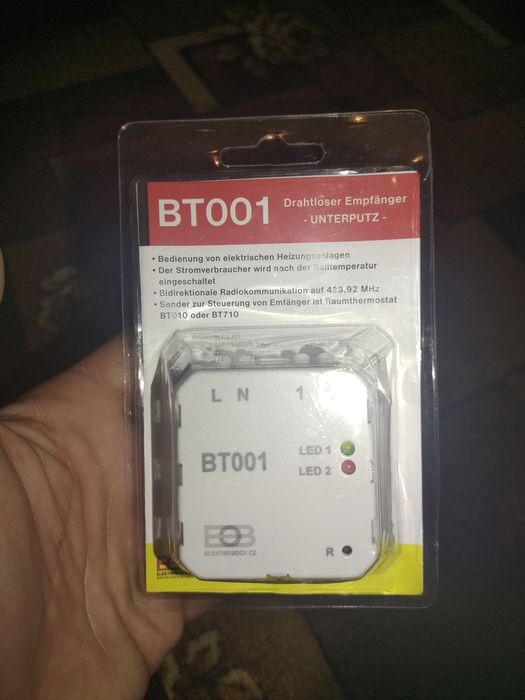 BT001
Drahtloser Empfänger
- UNTERPUTZ -
• Bedienung von elektrischen Heizungsanlagen
• Der Stromverbraucher wird nach der Solltemperatur
eingeschaltet
• Bidirektionale Radiokommunikation auf 433,92 MHz
• Sender zur Steuerung von Empfänger ist Raumthermostat
BT010 oder BT710
L N 1
BT001
LED 1
LED 2
EOB
ELEKTROBOCK CZ
R